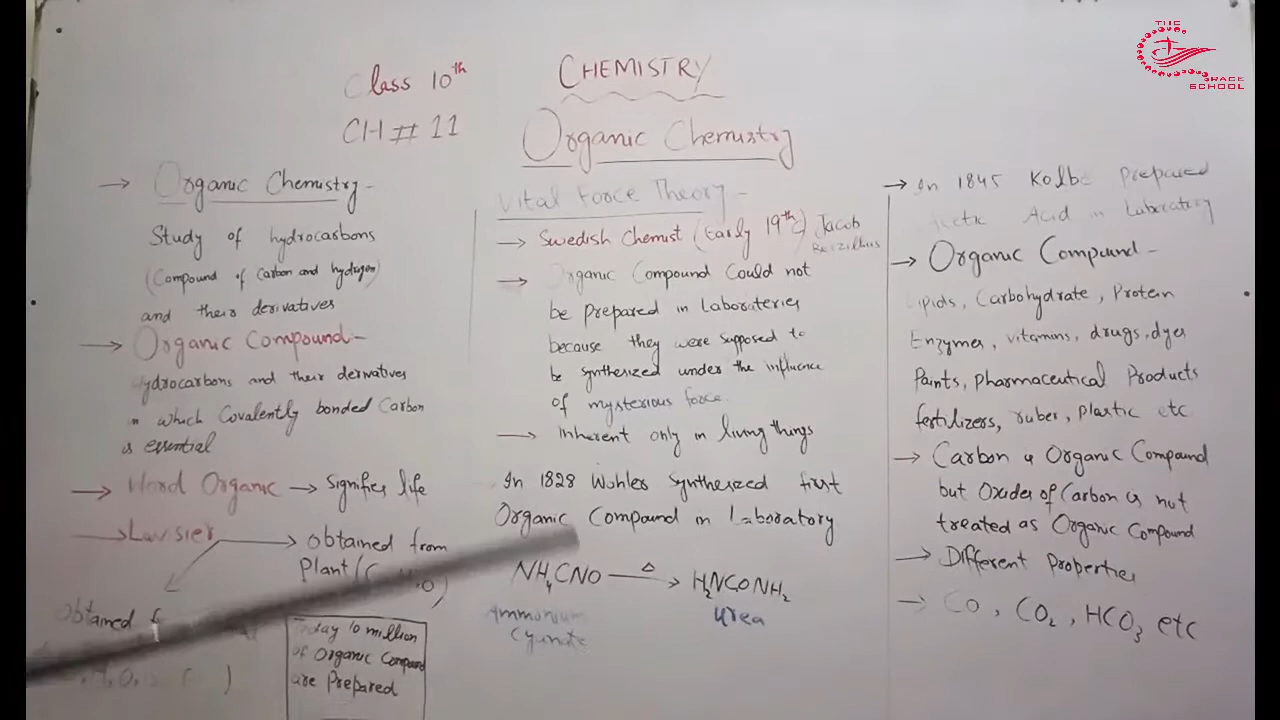 THE
GRACE
SCHOOL
Class 10th
CH # 11
CHEMISTRY
Organic Chemistry
→ Organic Chemistry-
Study of hydrocarbons
(Compound of Carbon and hydrogen)
and their derivatives
→ Organic Compound-
ydrocarbons and their derivatives
in which Covalently bonded Carbon
is essential
→ Word Organic → Signifies life
→ Lavsier → obtained from
Plant
Obtained
Today 10 million
of Organic Compound
are Prepared
Vital Force Theory-
→ Swedish Chemist (Early 19th C) Jacob
Berzillius
→ Organic Compound Could not
be prepared in Laborateries
because they were supposed to
be synthesized under the influence
of mysterious force.
→ Inherent only in living things
In 1828 Wohler Synthesized first
Organic Compound in Laboratory
NH₄CNO —Δ→ H₂NCONH₂
Ammonium
Cyanate
Urea
→ In 1845 Kolbe Prepared
Acetic Acid in Laboratory
→ Organic Compound-
ipids, Carbohydrate, Protein
Enzymes, vitamins, drugs, dyes
Paints, Pharmaceutical Products
fertilizers, ruber, Plastic etc
→ Carbon is Organic Compound
but Oxides of Carbon is not
treated as Organic Compound
→ Different Properties
→ CO, CO₂, HCO₃ etc